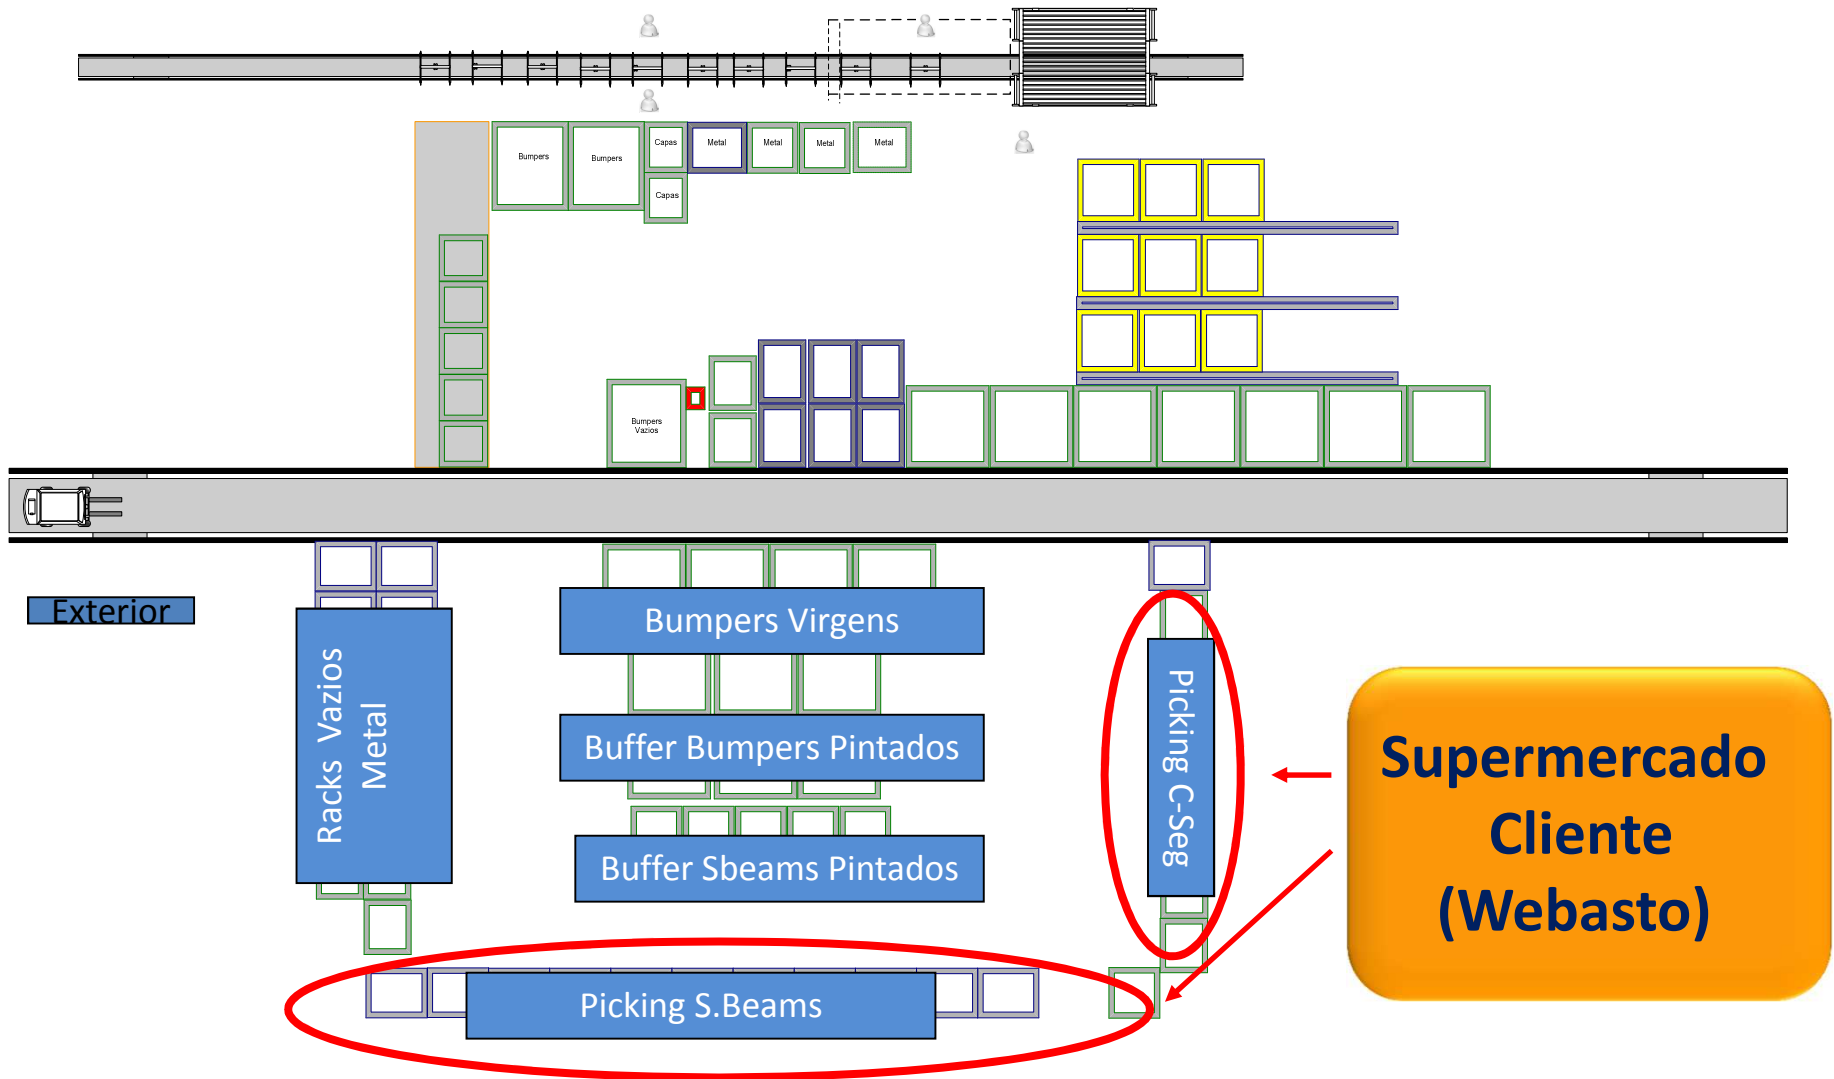 Bumpers
Bumpers
Capas
Metal
Metal
Metal
Metal
Capas
Bumpers
Vazios
Exterior
Racks Vazios
Metal
Bumpers Virgens
Buffer Bumpers Pintados
Buffer Sbeams Pintados
Picking C-Seg
Picking S.Beams
Supermercado
Cliente
(Webasto)